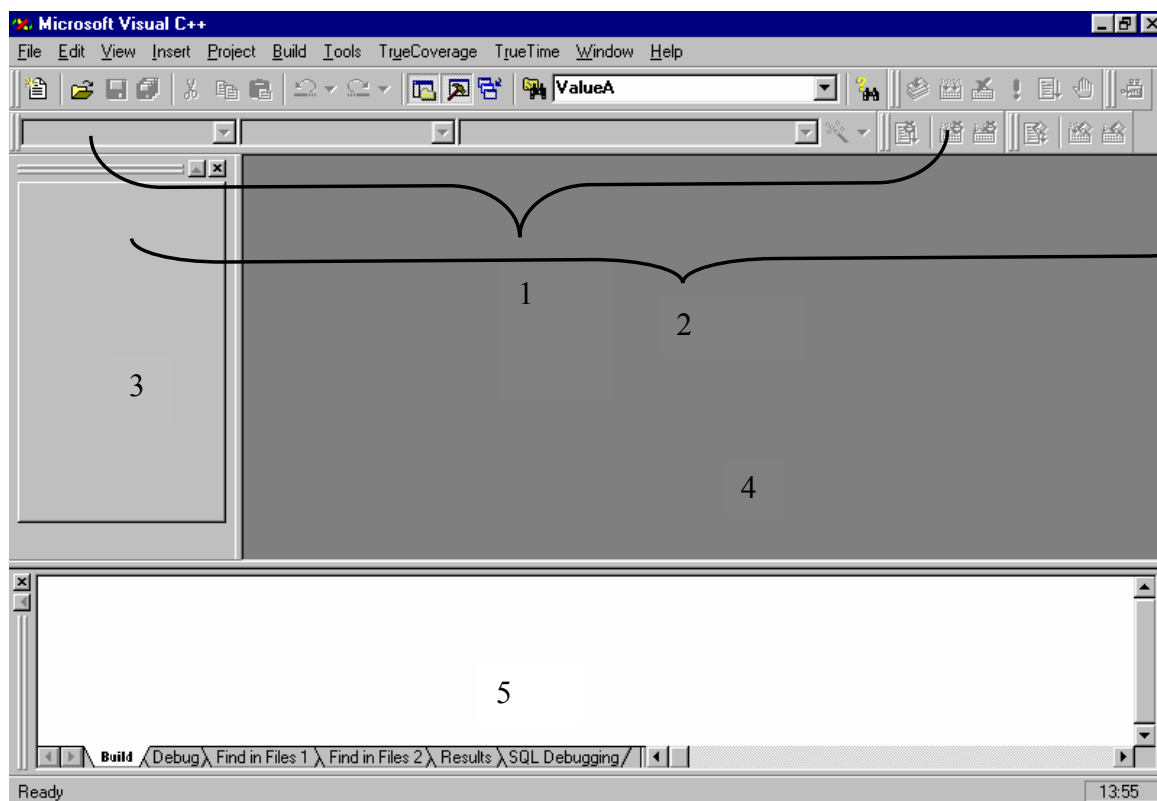 Microsoft Visual C++
File Edit View Insert Project Build Tools TrueCoverage TrueTime Window Help
ValueA
1
2
3
4
5
Build Debug Find in Files 1 Find in Files 2 Results SQL Debugging
Ready 13:55